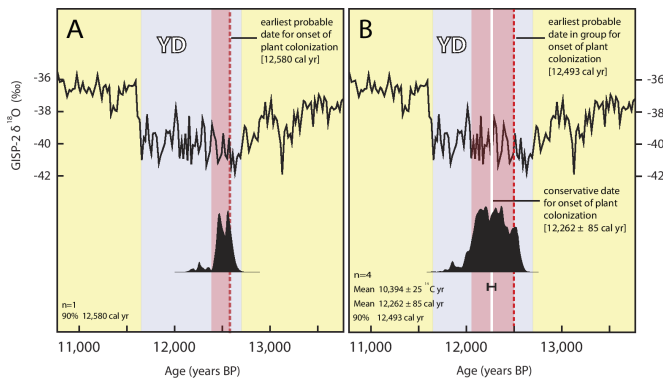 A
YD
earliest probable
date for onset of
plant colonization
[12,580 cal yr]
GISP-2 δ 18O (‰)
-36
-38
-40
-42
n=1
90% 12,580 cal yr
10,000
12,000
13,000
Age (years BP)
B
YD
earliest probable
date in group for
onset of plant
colonization
[12,493 cal yr]
-36
-38
-40
-42
conservative date
for onset of plant
colonization
[12,262 ± 85 cal yr]
n=4
Mean 10,394 ± 25 14C yr
Mean 12,262 ± 85 cal yr
90% 12,493 cal yr
11,000
12,000
13,000
Age (years BP)